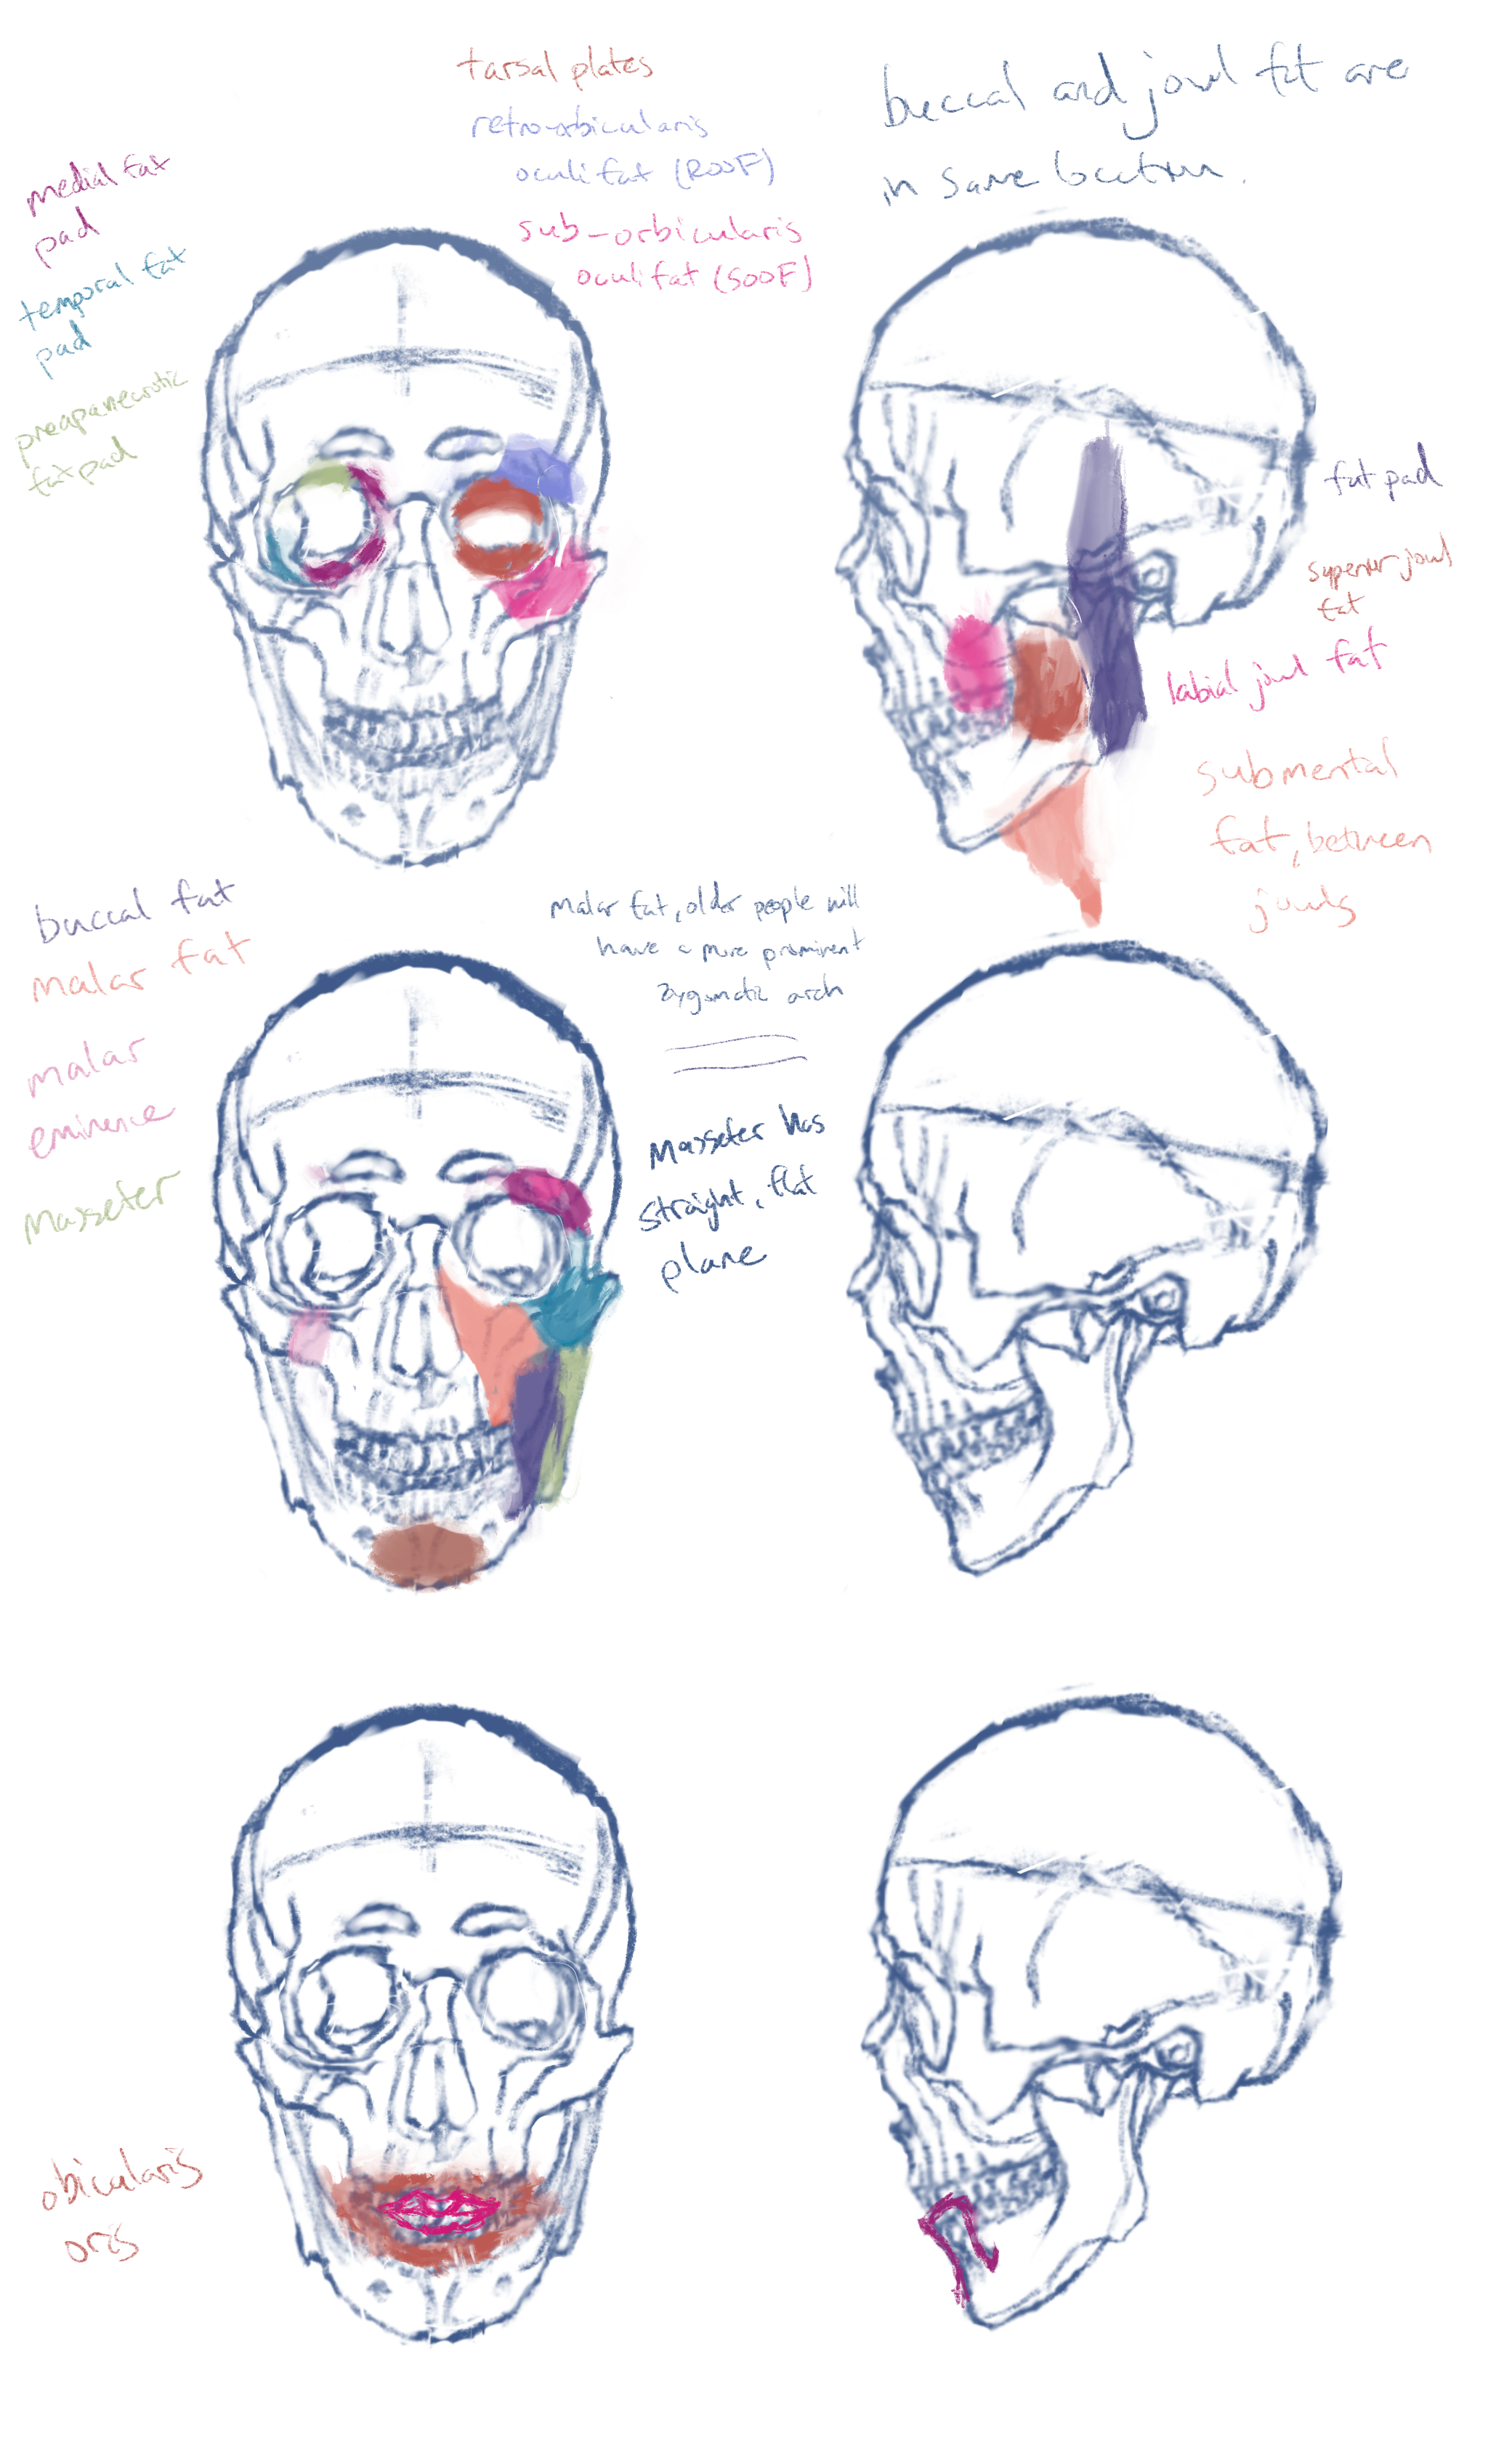 tarsal plates
retro-orbicularis
oculi fat (ROOF)
sub-orbicularis
oculi fat (SOOF)
medial fat
pad
temporal fat
pad
preapanecrotic
fat pad
buccal and jowl fat are
in same location.
fat pad
superior jowl
fat
labial jowl fat
submental
fat, between
jowls
buccal fat
malar fat
malar
eminence
Masseter
Malar fat, older people will
have a more prominent
zygomatic arch
Masseter has
straight, flat
plane
obicularis
oris